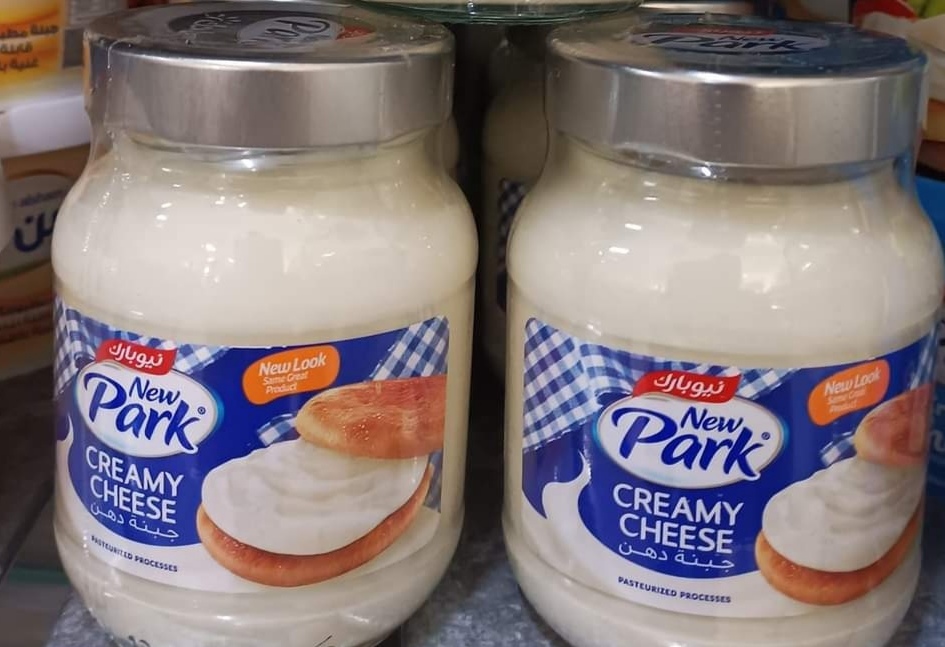 نيوبارك
New
Park®
CREAMY
CHEESE
جبنة دهن
PASTEURIZED PROCESSES
New Look
Same Great
Product
نيوبارك
New
Park®
CREAMY
CHEESE
جبنة دهن
PASTEURIZED PROCESSES
New Look
Same Great
Product